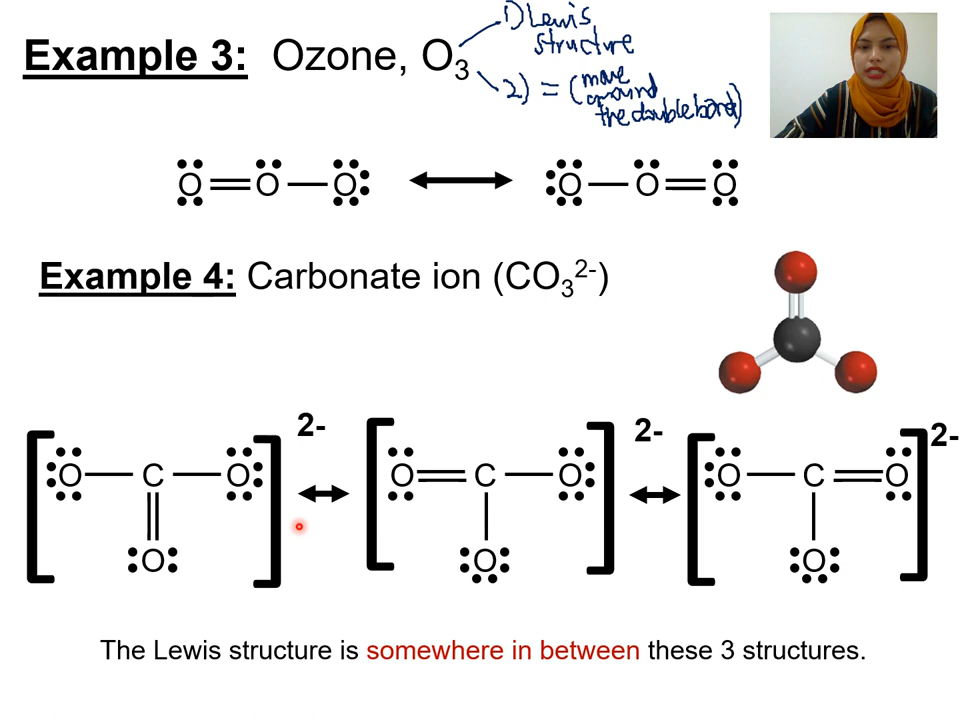 Example 3: Ozone, O3
1) Lewis
structure
2) = (move
around
the double bond)
O = O — O ↔ O — O = O
Example 4: Carbonate ion (CO3 2-)
2- 2- 2-
O — C — O ↔ O = C — O ↔ O — C = O
O O O
The Lewis structure is somewhere in between these 3 structures.